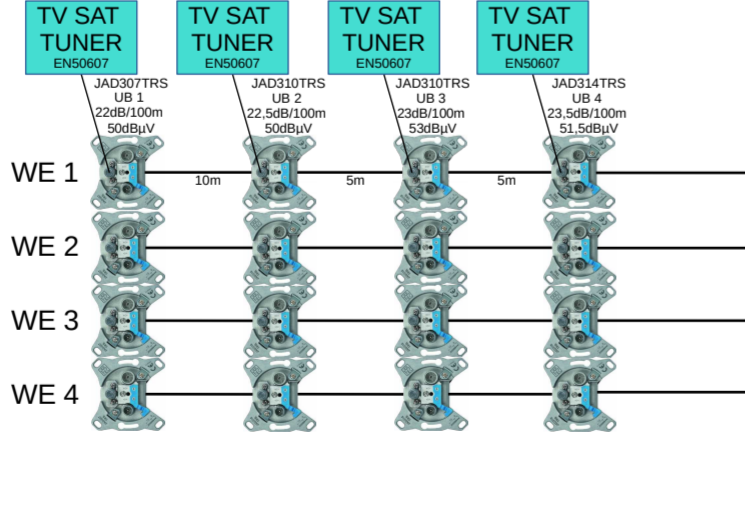 TV SAT
TUNER
EN50607
TV SAT
TUNER
EN50607
TV SAT
TUNER
EN50607
TV SAT
TUNER
EN50607
JAD307TRS
UB 1
22dB/100m
50dBµV
JAD310TRS
UB 2
22,5dB/100m
50dBµV
JAD310TRS
UB 3
23dB/100m
53dBµV
JAD314TRS
UB 4
23,5dB/100m
51,5dBµV
WE 1
10m
5m
5m
WE 2
WE 3
WE 4